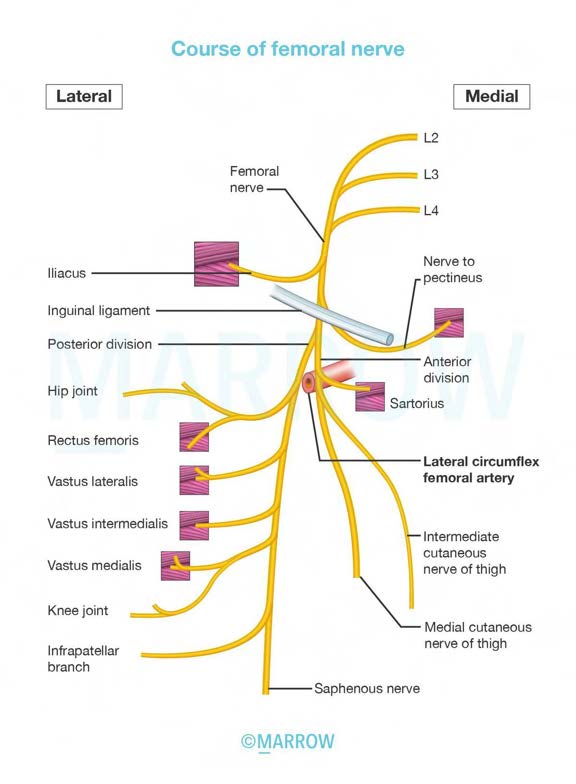 Course of femoral nerve
Lateral
Medial
L2
L3
L4
Femoral
nerve
Iliacus
Nerve to
pectineus
Inguinal ligament
Posterior division
Anterior
division
Hip joint
Sartorius
Rectus femoris
Lateral circumflex
femoral artery
Vastus lateralis
Vastus intermedialis
Intermediate
cutaneous
nerve of thigh
Vastus medialis
Knee joint
Medial cutaneous
nerve of thigh
Infrapatellar
branch
Saphenous nerve
MARROW
©MARROW